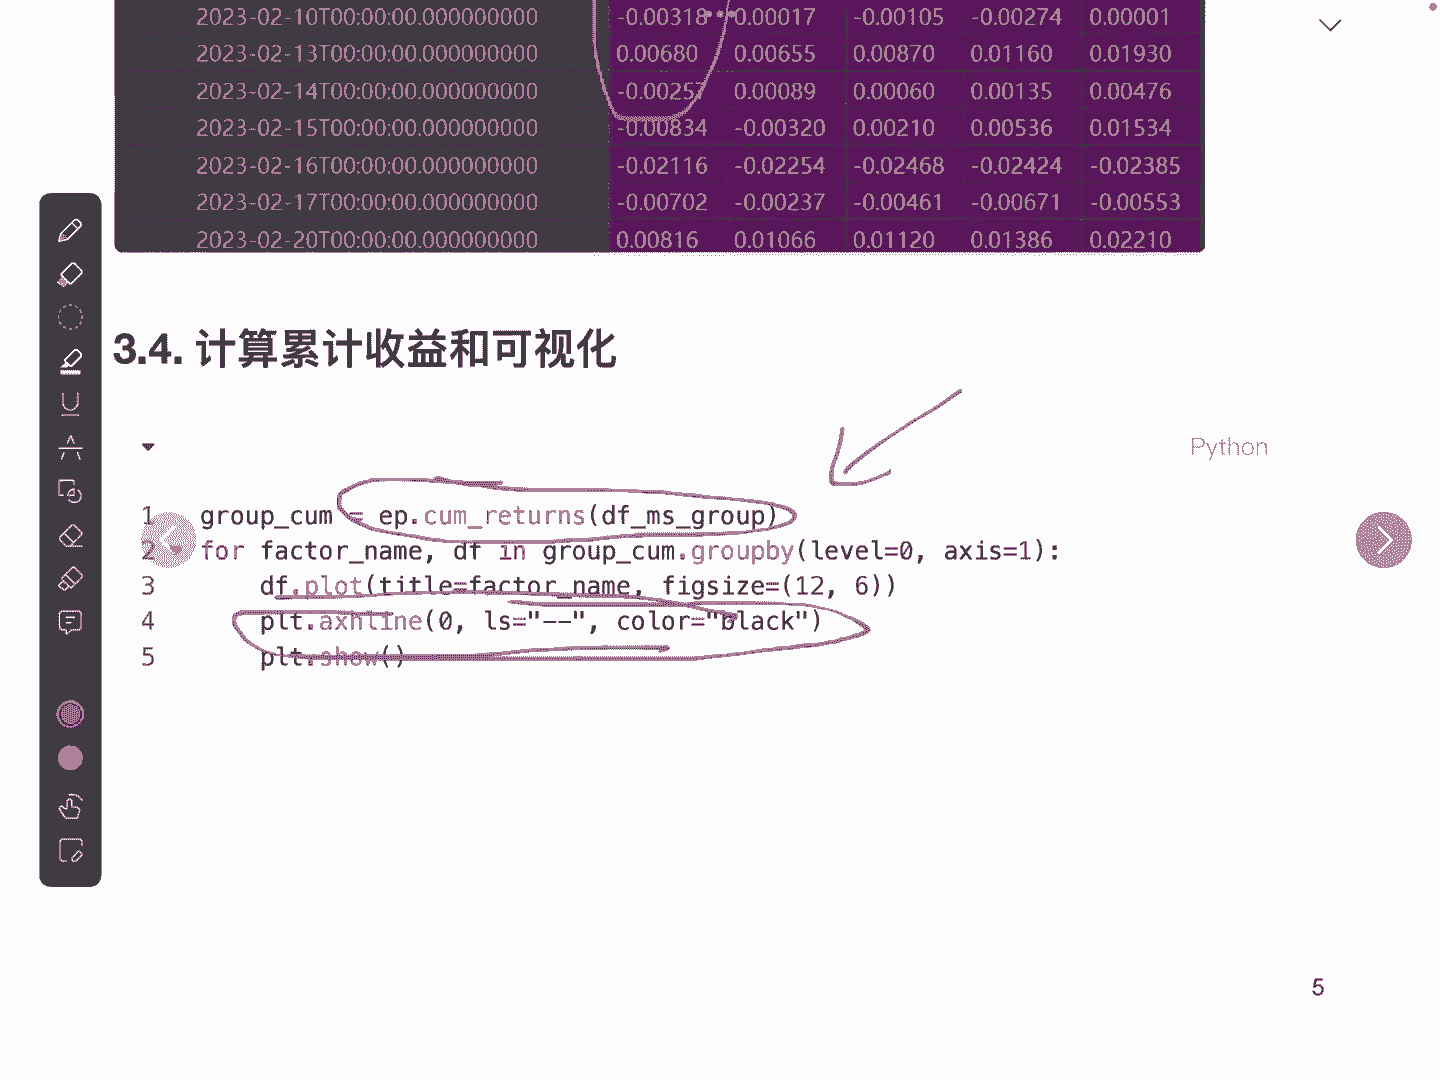 2023-02-10T00:00:00.000000000 -0.00318 0.00017 -0.00105 -0.00274 0.00001
2023-02-13T00:00:00.000000000 0.00680 0.00655 0.00870 0.01160 0.01930
2023-02-14T00:00:00.000000000 -0.00257 0.00089 0.00060 0.00135 0.00476
2023-02-15T00:00:00.000000000 -0.00834 -0.00320 0.00210 0.00536 0.01534
2023-02-16T00:00:00.000000000 -0.02116 -0.02254 -0.02468 -0.02424 -0.02385
2023-02-17T00:00:00.000000000 -0.00702 -0.00237 -0.00461 -0.00671 -0.00553
2023-02-20T00:00:00.000000000 0.00816 0.01066 0.01120 0.01386 0.02210
3.4. 计算累计收益和可视化
Python
1 group_cum = ep.cum_returns(df_ms_group)
2 for factor_name, df in group_cum.groupby(level=0, axis=1):
3 df.plot(title=factor_name, figsize=(12, 6))
4 plt.axhline(0, ls="--", color="black")
5 plt.show()
5